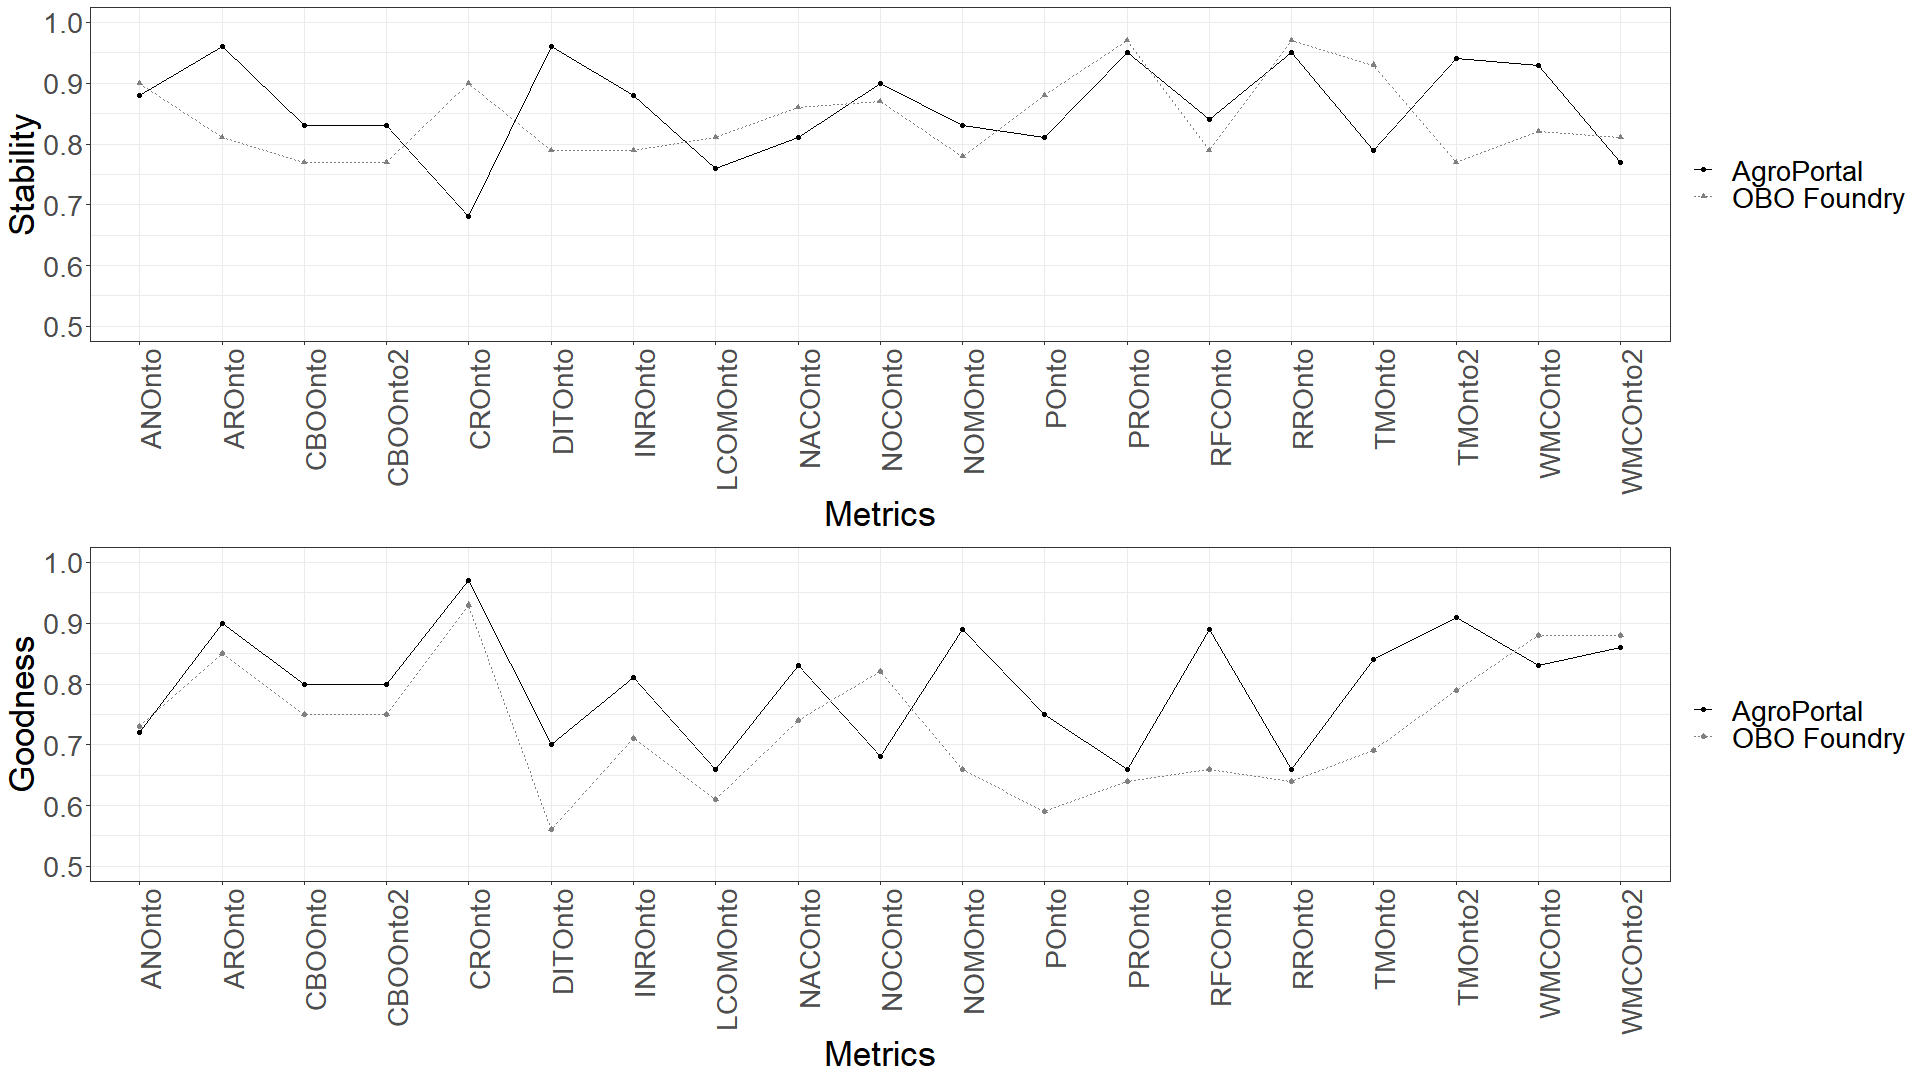 Stability
1.0
0.9
0.8
0.7
0.6
0.5
ANOnto
AROnto
CBOOnto
CBOOnto2
CROnto
DITOnto
INROnto
LCOMOnto
NACOnto
NOCOnto
NOMOnto
POnto
PROnto
RFCOnto
RROnto
TMOnto
TMOnto2
WMCOnto
WMCOnto2
Metrics
AgroPortal
OBO Foundry
Goodness
1.0
0.9
0.8
0.7
0.6
0.5
ANOnto
AROnto
CBOOnto
CBOOnto2
CROnto
DITOnto
INROnto
LCOMOnto
NACOnto
NOCOnto
NOMOnto
POnto
PROnto
RFCOnto
RROnto
TMOnto
TMOnto2
WMCOnto
WMCOnto2
Metrics
AgroPortal
OBO Foundry